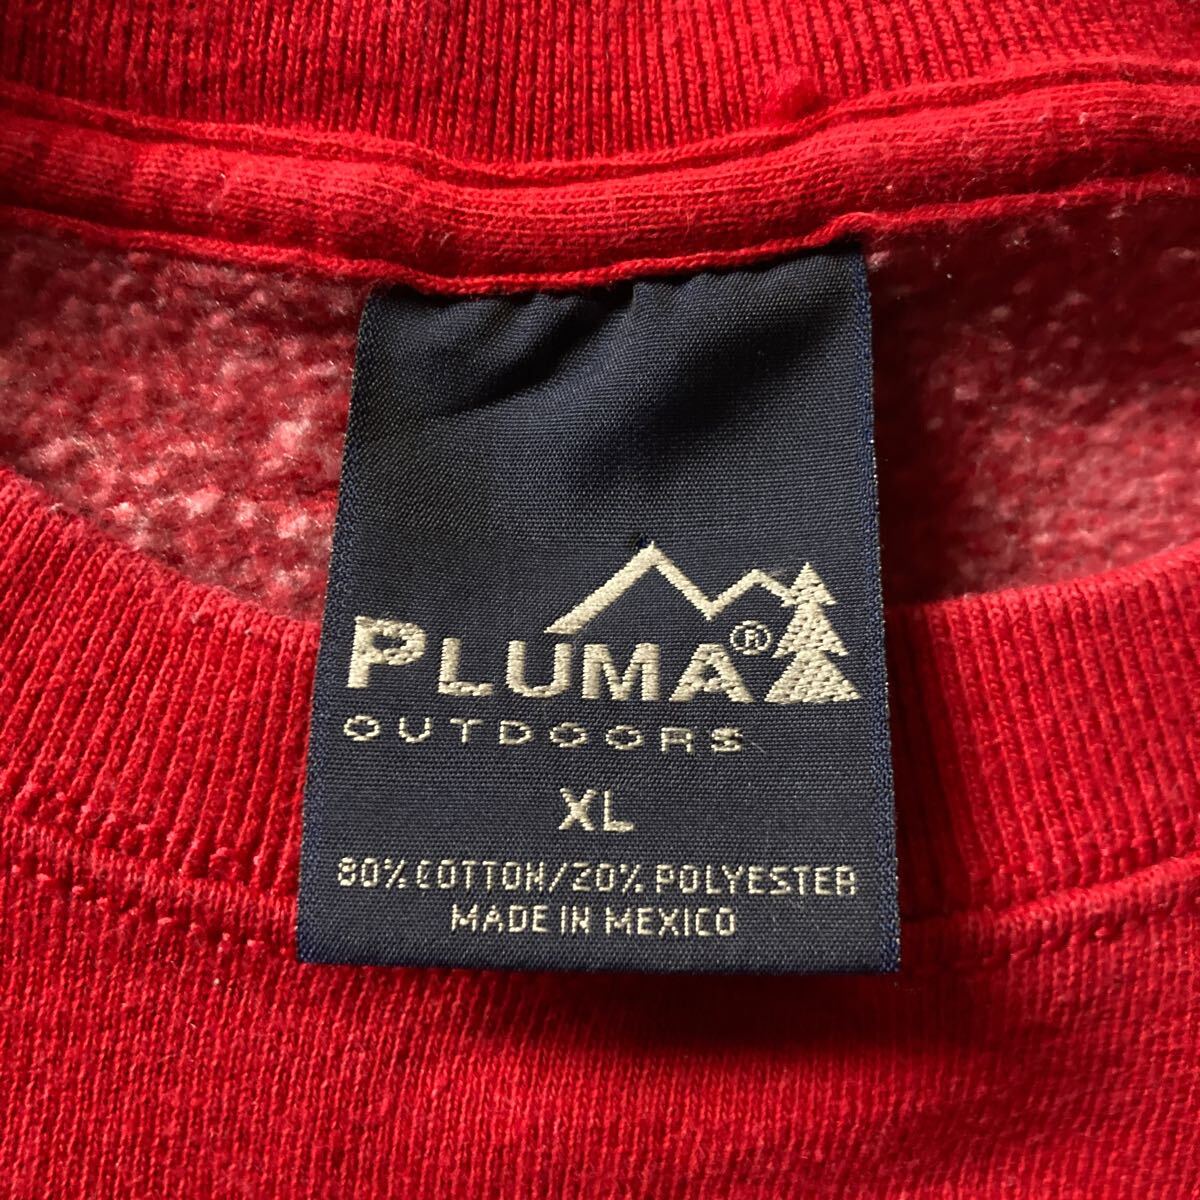 PLUMA®
OUTDOORS
XL
80% COTTON/20% POLYESTER
MADE IN MEXICO